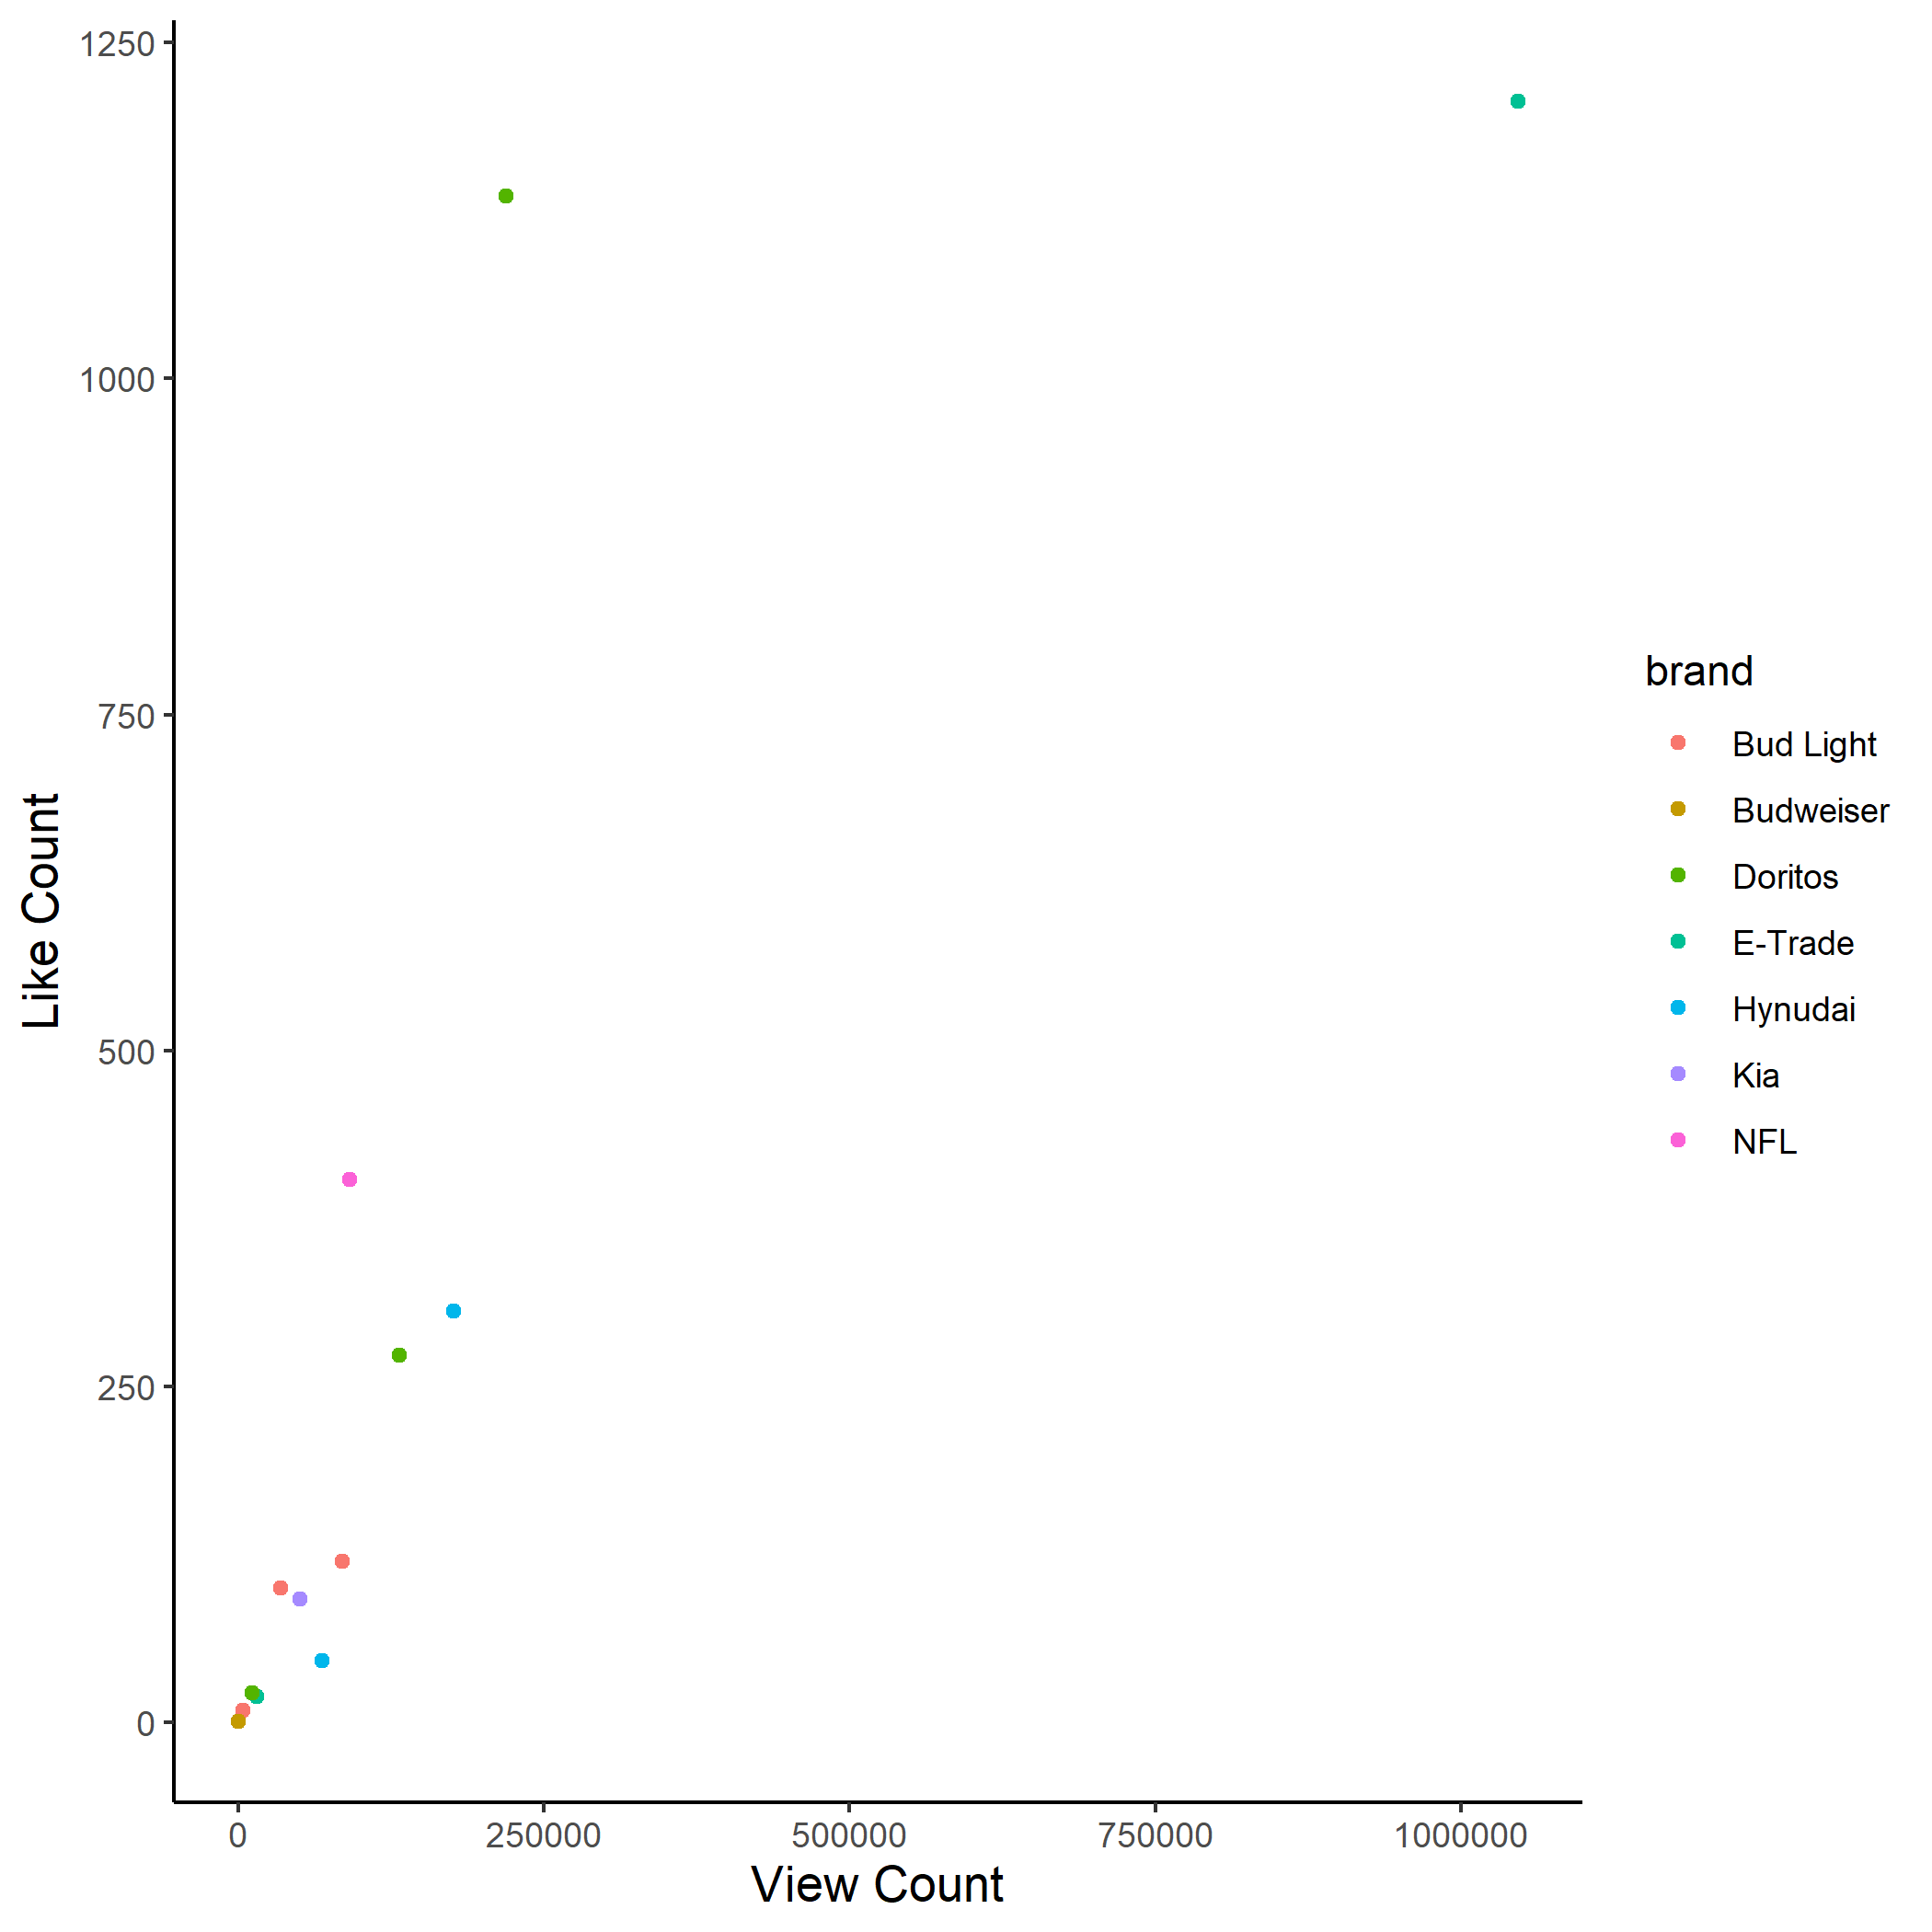 1250
1000
750
500
250
0
Like Count
0 250000 500000 750000 1000000
View Count
brand
Bud Light
Budweiser
Doritos
E-Trade
Hynudai
Kia
NFL